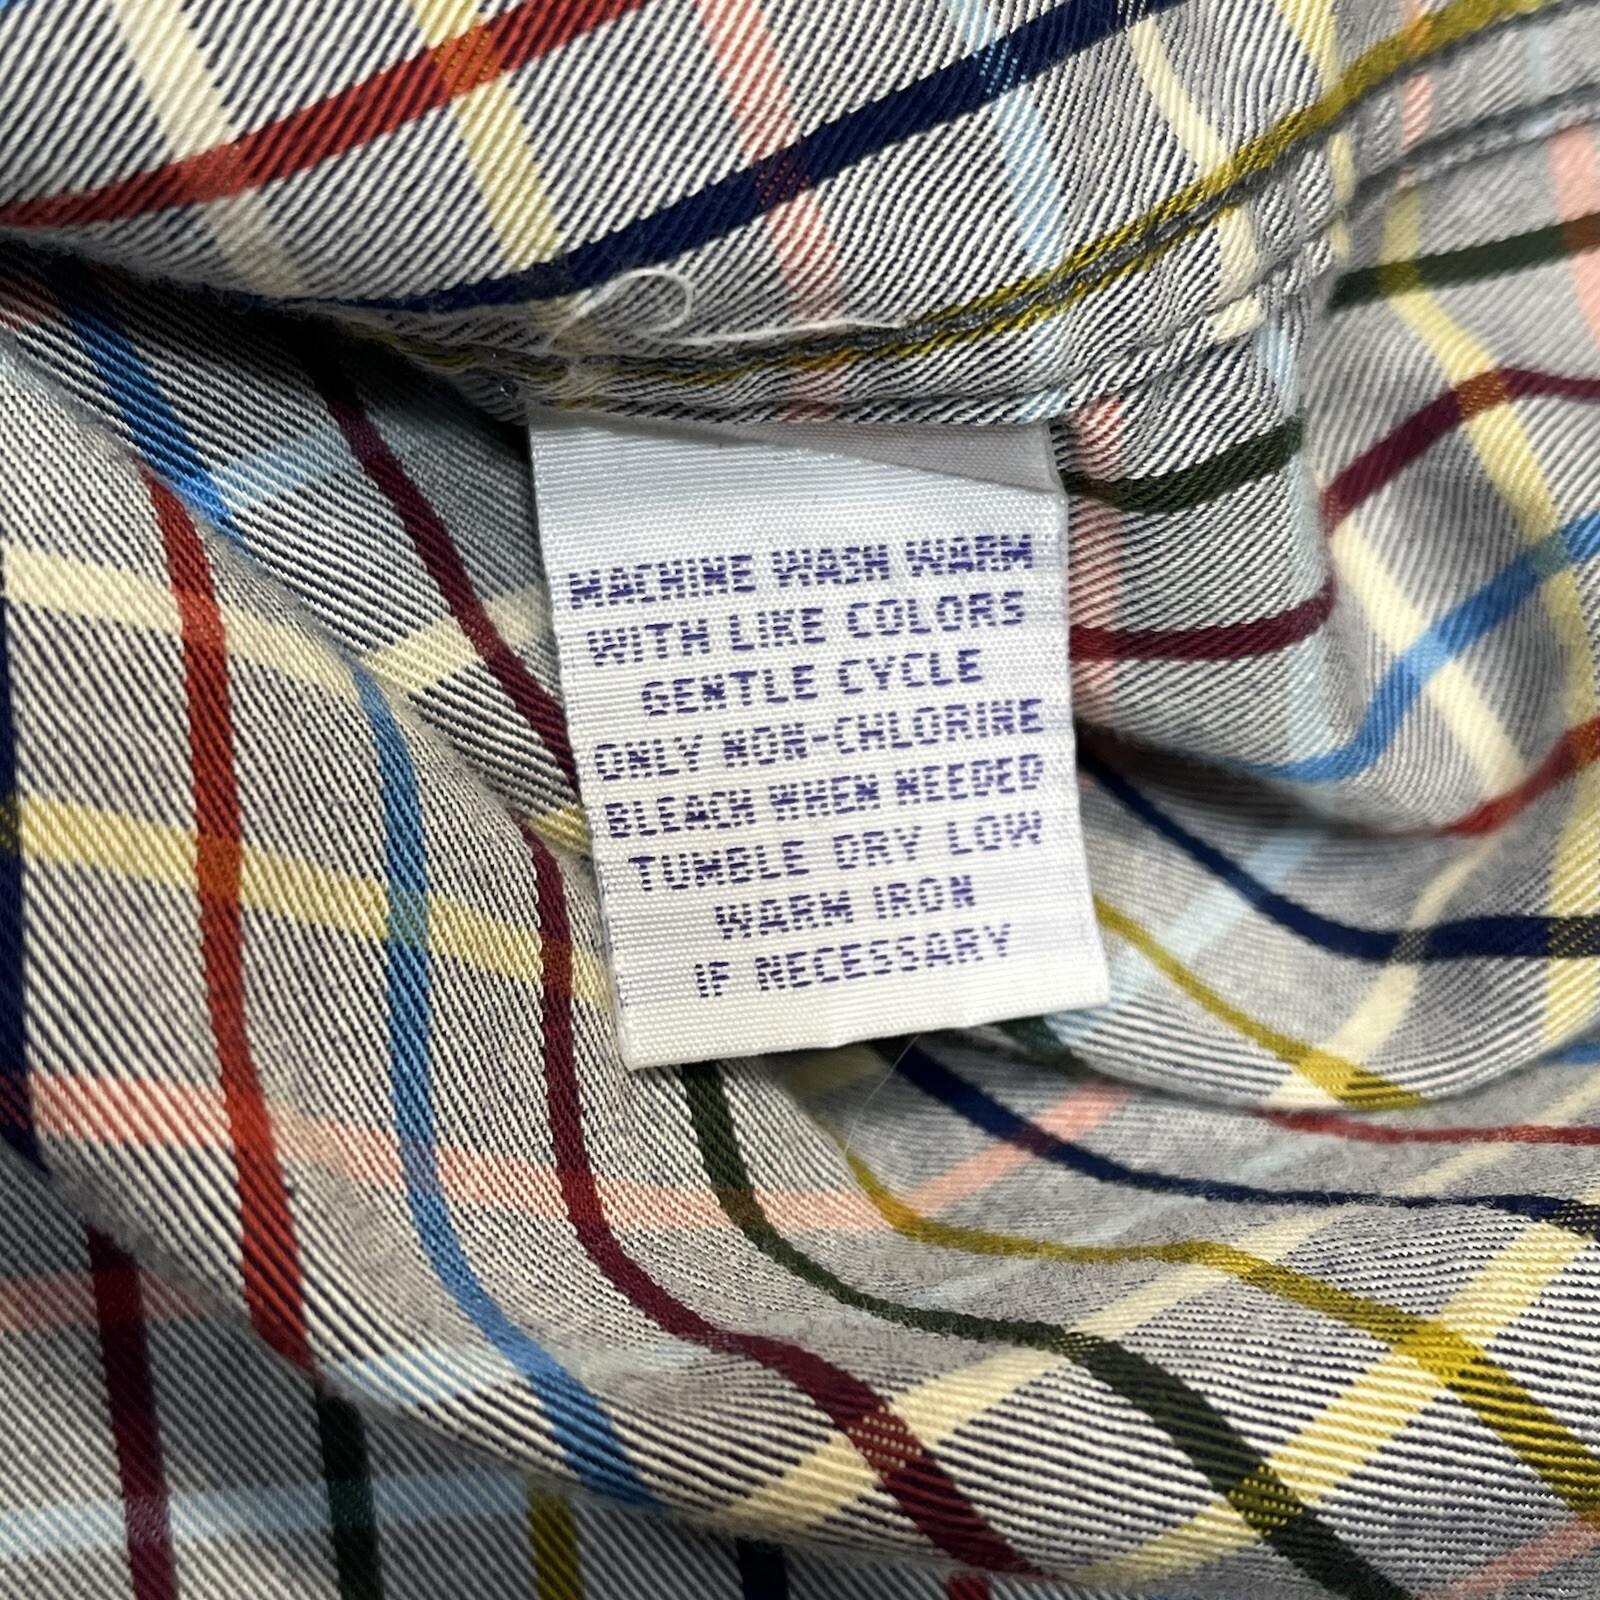 MACHINE WASH WARM
WITH LIKE COLORS
GENTLE CYCLE
ONLY NON-CHLORINE
BLEACH WHEN NEEDED
TUMBLE DRY LOW
WARM IRON
IF NECESSARY